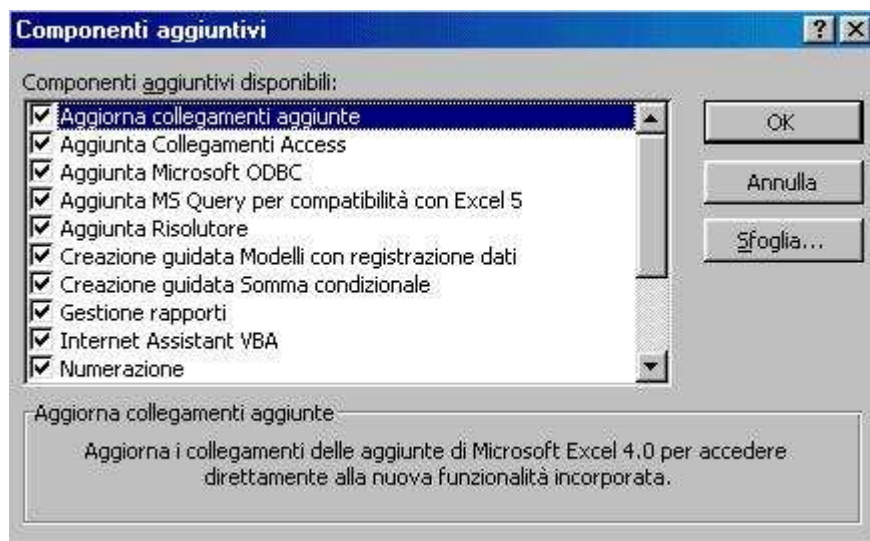 Componenti aggiuntivi
Componenti aggiuntivi disponibili:
Aggiorna collegamenti aggiunte
Aggiunta Collegamenti Access
Aggiunta Microsoft ODBC
Aggiunta MS Query per compatibilità con Excel 5
Aggiunta Risolutore
Creazione guidata Modelli con registrazione dati
Creazione guidata Somma condizionale
Gestione rapporti
Internet Assistant VBA
Numerazione
OK
Annulla
Sfoglia...
Aggiorna collegamenti aggiunte
Aggiorna i collegamenti delle aggiunte di Microsoft Excel 4.0 per accedere
direttamente alla nuova funzionalità incorporata.